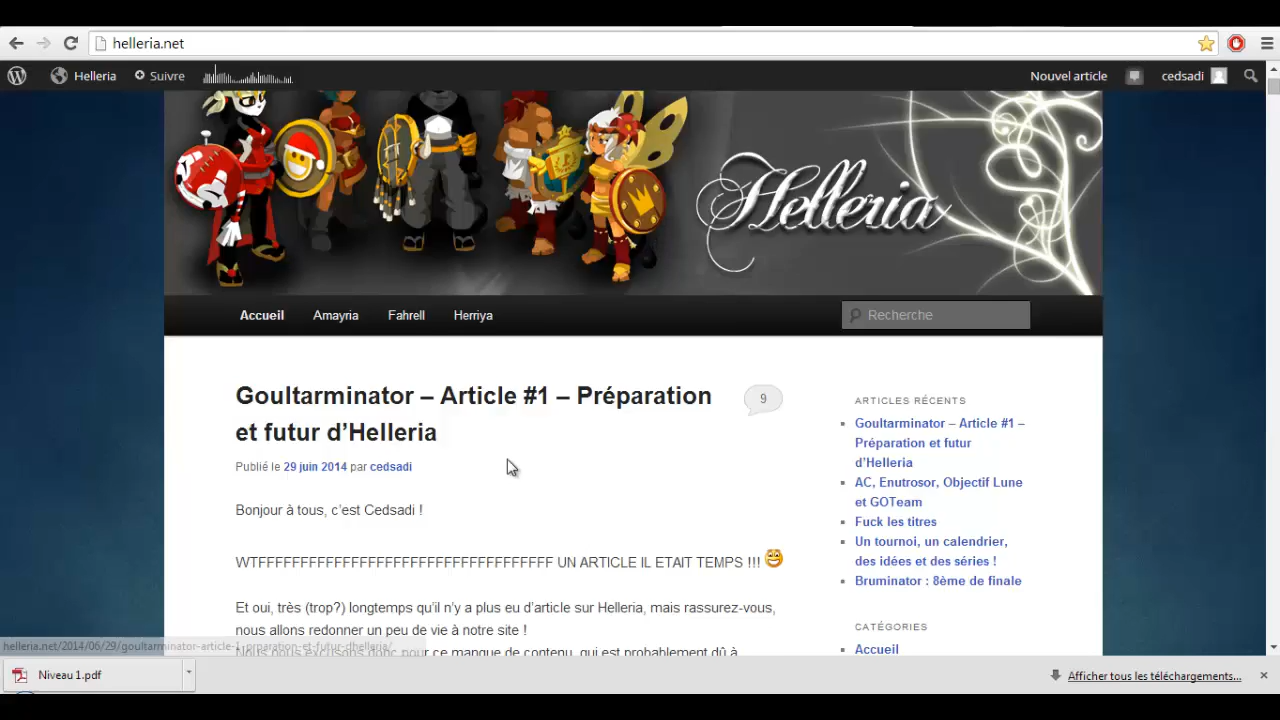 helleria.net
Helleria
Suivre
Nouvel article
cedsadi
Helleria
Accueil
Amayria
Fahrell
Herriya
Recherche
Goultarminator – Article #1 – Préparation
et futur d’Helleria
9
Publié le 29 juin 2014 par cedsadi
Bonjour à tous, c’est Cedsadi !
WTFFFFFFFFFFFFFFFFFFFFFFFFFFFFFFFFFFF UN ARTICLE IL ETAIT TEMPS !!!
Et oui, très (trop?) longtemps qu’il n’y a plus eu d’article sur Helleria, mais rassurez-vous,
nous allons redonner un peu de vie à notre site !
Nous nous excusons donc pour ce manque de contenu, qui est probablement dû à
ARTICLES RÉCENTS
Goultarminator – Article #1 –
Préparation et futur
d’Helleria
AC, Enutrosor, Objectif Lune
et GOTeam
Fuck les titres
Un tournoi, un calendrier,
des idées et des séries !
Bruminator : 8ème de finale
CATÉGORIES
Accueil
helleria.net/2014/06/29/goultarminator-article-1-prparation-et-futur-dhelleria/
Niveau 1.pdf
Afficher tous les téléchargements...